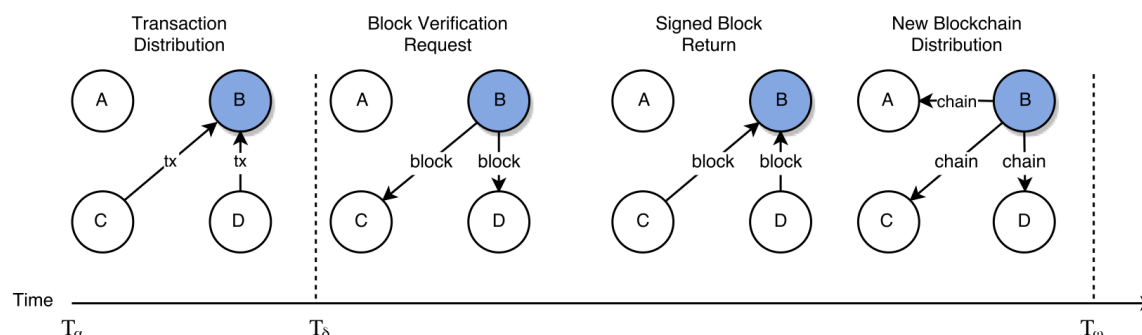 Transaction
Distribution
Block Verification
Request
Signed Block
Return
New Blockchain
Distribution
A
B
A
B
A
B
A
chain
B
tx
tx
block
block
block
block
chain
chain
C
D
C
D
C
D
C
D
Time
Tα
Tδ
Tω